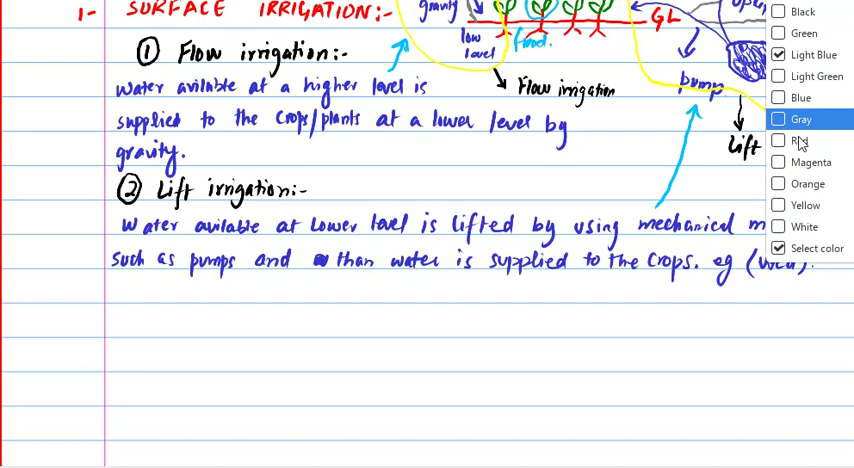 1- SURFACE IRRIGATION:-
gravity
low level
GL
pump
Flow irrigation
Lift
① Flow irrigation:-
Water avilable at a higher level is
supplied to the crops/plants at a lower level by
gravity.
② Lift irrigation:-
Water avilable at Lower level is lifted by using mechanical m
such as pumps and than water is supplied to the crops. eg
Black
Green
Light Blue
Light Green
Blue
Gray
Magenta
Orange
Yellow
White
Select color